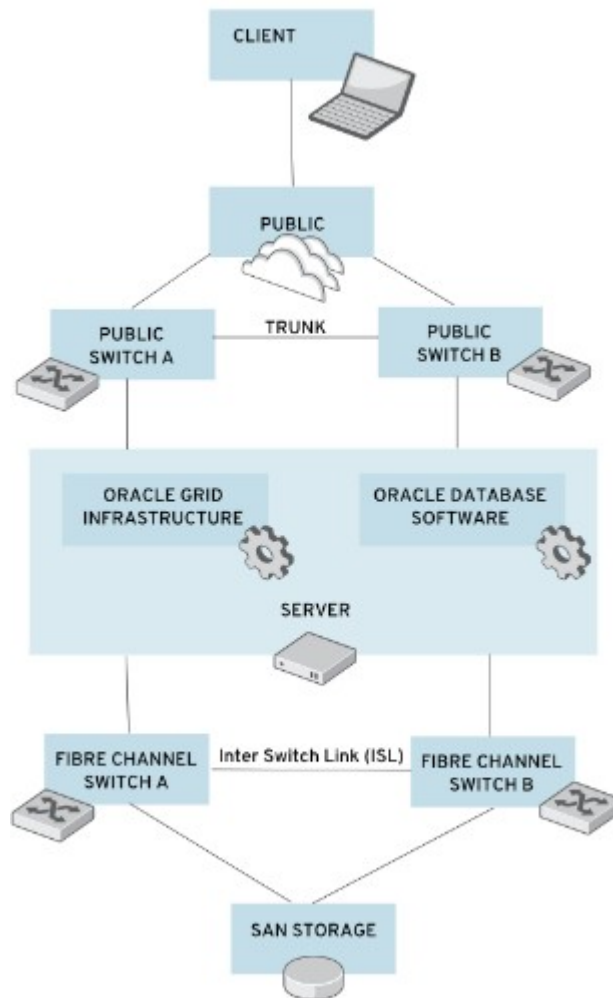 CLIENT
PUBLIC
PUBLIC
SWITCH A
TRUNK
PUBLIC
SWITCH B
ORACLE GRID
INFRASTRUCTURE
ORACLE DATABASE
SOFTWARE
SERVER
FIBRE CHANNEL
SWITCH A
Inter Switch Link (ISL)
FIBRE CHANNEL
SWITCH B
SAN STORAGE